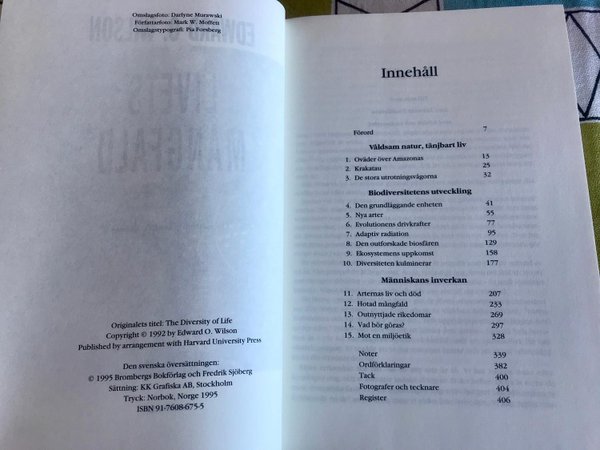 Omslagsfoto: Darlyne Murawski
Författarfoto: Mark W. Moffett
Omslagstypografi: Pia Forsberg
EDWARD O. WILSON
LIVETS
MÅNGFALD
Originalets titel: The Diversity of Life
Copyright © 1992 by Edward O. Wilson
Published by arrangement with Harvard University Press
Den svenska översättningen:
© 1995 Brombergs Bokförlag och Fredrik Sjöberg
Sättning: KK Grafiska AB, Stockholm
Tryck: Norbok, Norge 1995
ISBN 91-7608-675-5
Innehåll
Förord 7
Våldsam natur, tänjbart liv
1. Oväder över Amazonas 13
2. Krakatau 25
3. De stora utrotningsvågorna 32
Biodiversitetens utveckling
4. Den grundläggande enheten 41
5. Nya arter 55
6. Evolutionens drivkrafter 77
7. Adaptiv radiation 95
8. Den outforskade biosfären 129
9. Ekosystemens uppkomst 158
10. Diversiteten kulminerar 177
Människans inverkan
11. Arternas liv och död 207
12. Hotad mångfald 233
13. Outnyttjade rikedomar 269
14. Vad bör göras? 297
15. Mot en miljöetik 328
Noter 339
Ordförklaringar 382
Tack 400
Fotografer och tecknare 404
Register 406